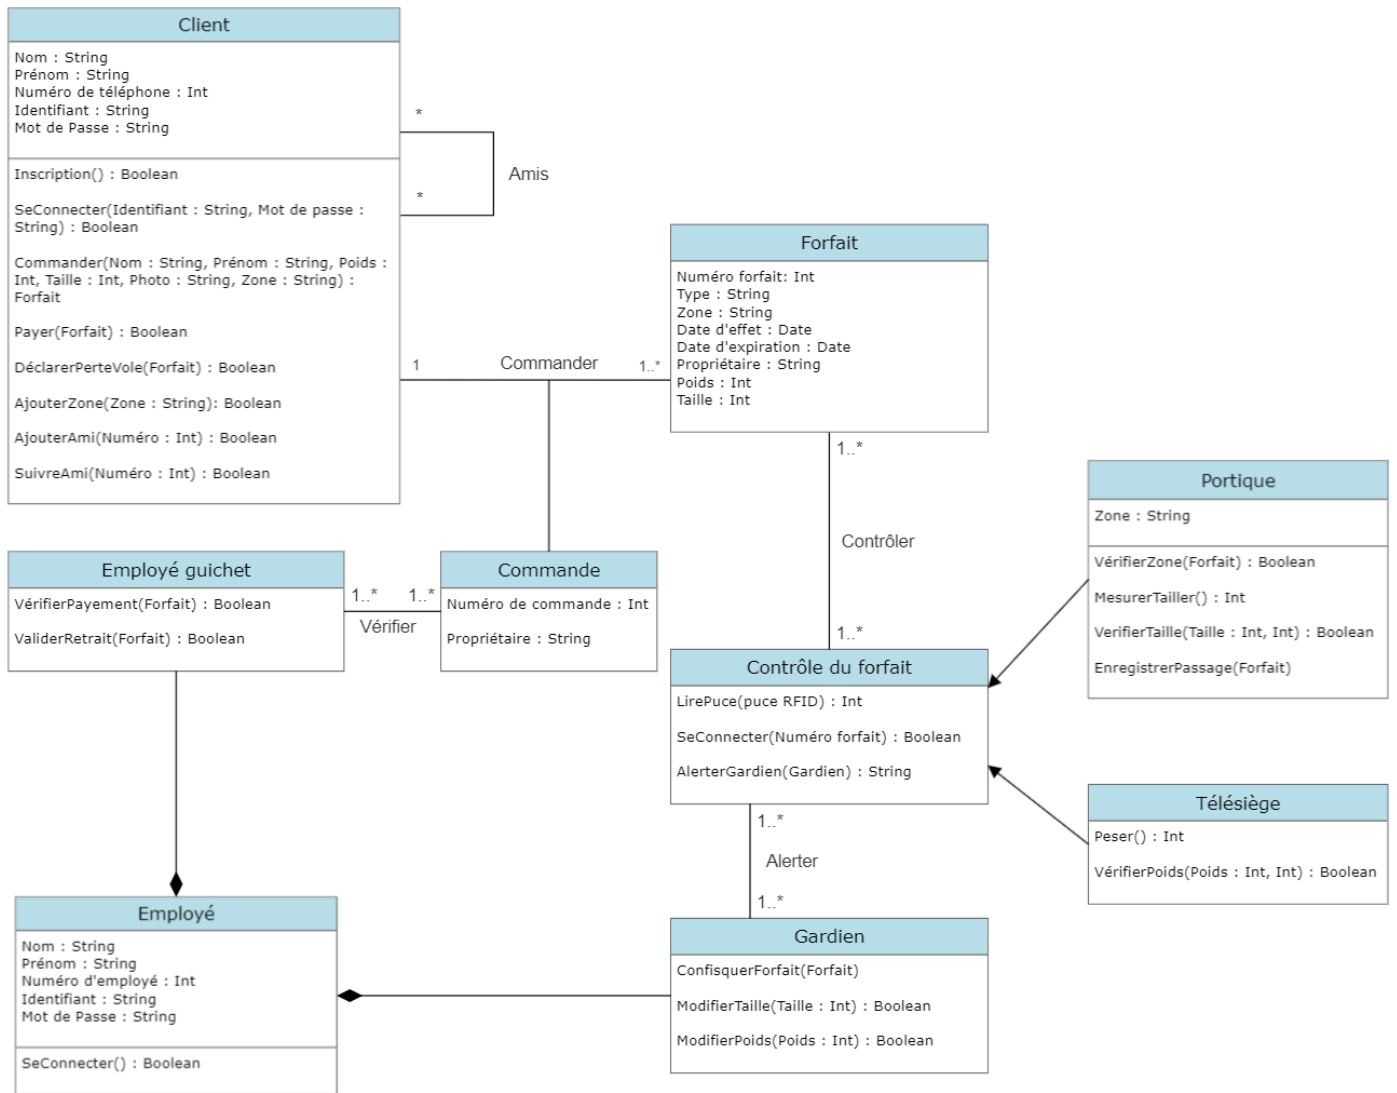 Client
Nom : String
Prénom : String
Numéro de téléphone : Int
Identifiant : String
Mot de Passe : String
Inscription() : Boolean
SeConnecter(Identifiant : String, Mot de passe :
String) : Boolean
Commander(Nom : String, Prénom : String, Poids :
Int, Taille : Int, Photo : String, Zone : String) :
Forfait
Payer(Forfait) : Boolean
DéclarerPerteVole(Forfait) : Boolean
AjouterZone(Zone : String): Boolean
AjouterAmi(Numéro : Int) : Boolean
SuivreAmi(Numéro : Int) : Boolean
*
Amis
*
1
Commander
1..*
Forfait
Numéro forfait: Int
Type : String
Zone : String
Date d'effet : Date
Date d'expiration : Date
Propriétaire : String
Poids : Int
Taille : Int
1..*
Contrôler
1..*
Portique
Zone : String
VérifierZone(Forfait) : Boolean
MesurerTailler() : Int
VerifierTaille(Taille : Int, Int) : Boolean
EnregistrerPassage(Forfait)
Employé guichet
VérifierPayement(Forfait) : Boolean
ValiderRetrait(Forfait) : Boolean
1..*
1..*
Vérifier
Commande
Numéro de commande : Int
Propriétaire : String
Contrôle du forfait
LirePuce(puce RFID) : Int
SeConnecter(Numéro forfait) : Boolean
AlerterGardien(Gardien) : String
Télésiège
Peser() : Int
VérifierPoids(Poids : Int, Int) : Boolean
1..*
Alerter
1..*
Employé
Nom : String
Prénom : String
Numéro d'employé : Int
Identifiant : String
Mot de Passe : String
SeConnecter() : Boolean
Gardien
ConfisquerForfait(Forfait)
ModifierTaille(Taille : Int) : Boolean
ModifierPoids(Poids : Int) : Boolean